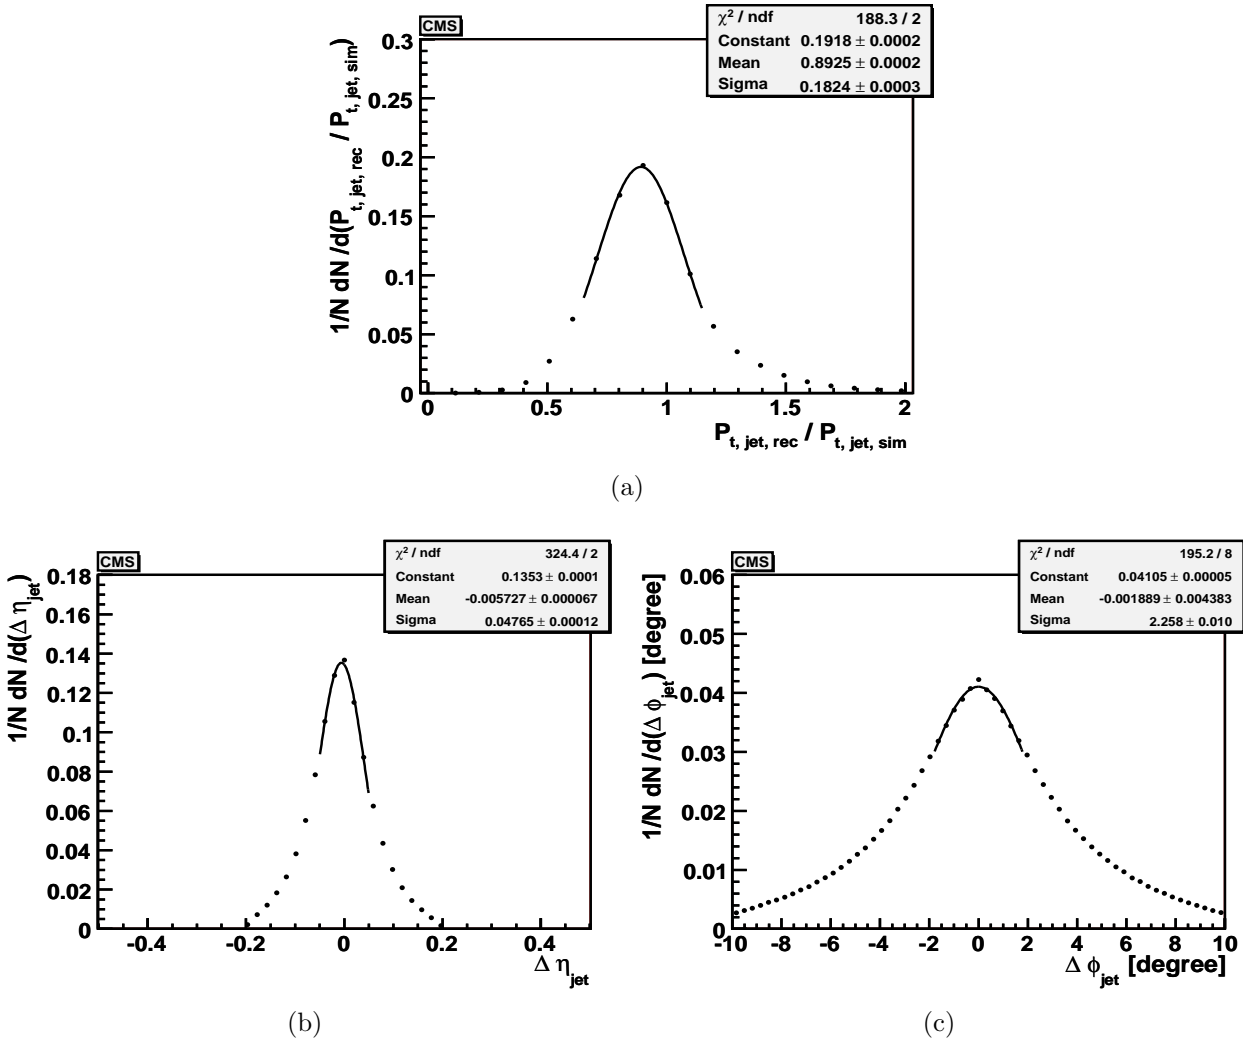 CMS
χ² / ndf 188.3 / 2
Constant 0.1918 ± 0.0002
Mean 0.8925 ± 0.0002
Sigma 0.1824 ± 0.0003
1/N dN /d(P_t, jet, rec / P_t, jet, sim)
0.3
0.25
0.2
0.15
0.1
0.05
0
0 0.5 1 1.5 2
P_t, jet, rec / P_t, jet, sim
(a)
CMS
χ² / ndf 324.4 / 2
Constant 0.1353 ± 0.0001
Mean -0.005727 ± 0.000067
Sigma 0.04765 ± 0.00012
1/N dN /d(Δ η_jet)
0.18
0.16
0.14
0.12
0.1
0.08
0.06
0.04
0.02
0
-0.4 -0.2 0 0.2 0.4
Δ η_jet
(b)
CMS
χ² / ndf 195.2 / 8
Constant 0.04105 ± 0.00005
Mean -0.001889 ± 0.004383
Sigma 2.258 ± 0.010
1/N dN /d(Δ ϕ_jet) [degree]
0.06
0.05
0.04
0.03
0.02
0.01
0
-10 -8 -6 -4 -2 0 2 4 6 8 10
Δ ϕ_jet [degree]
(c)